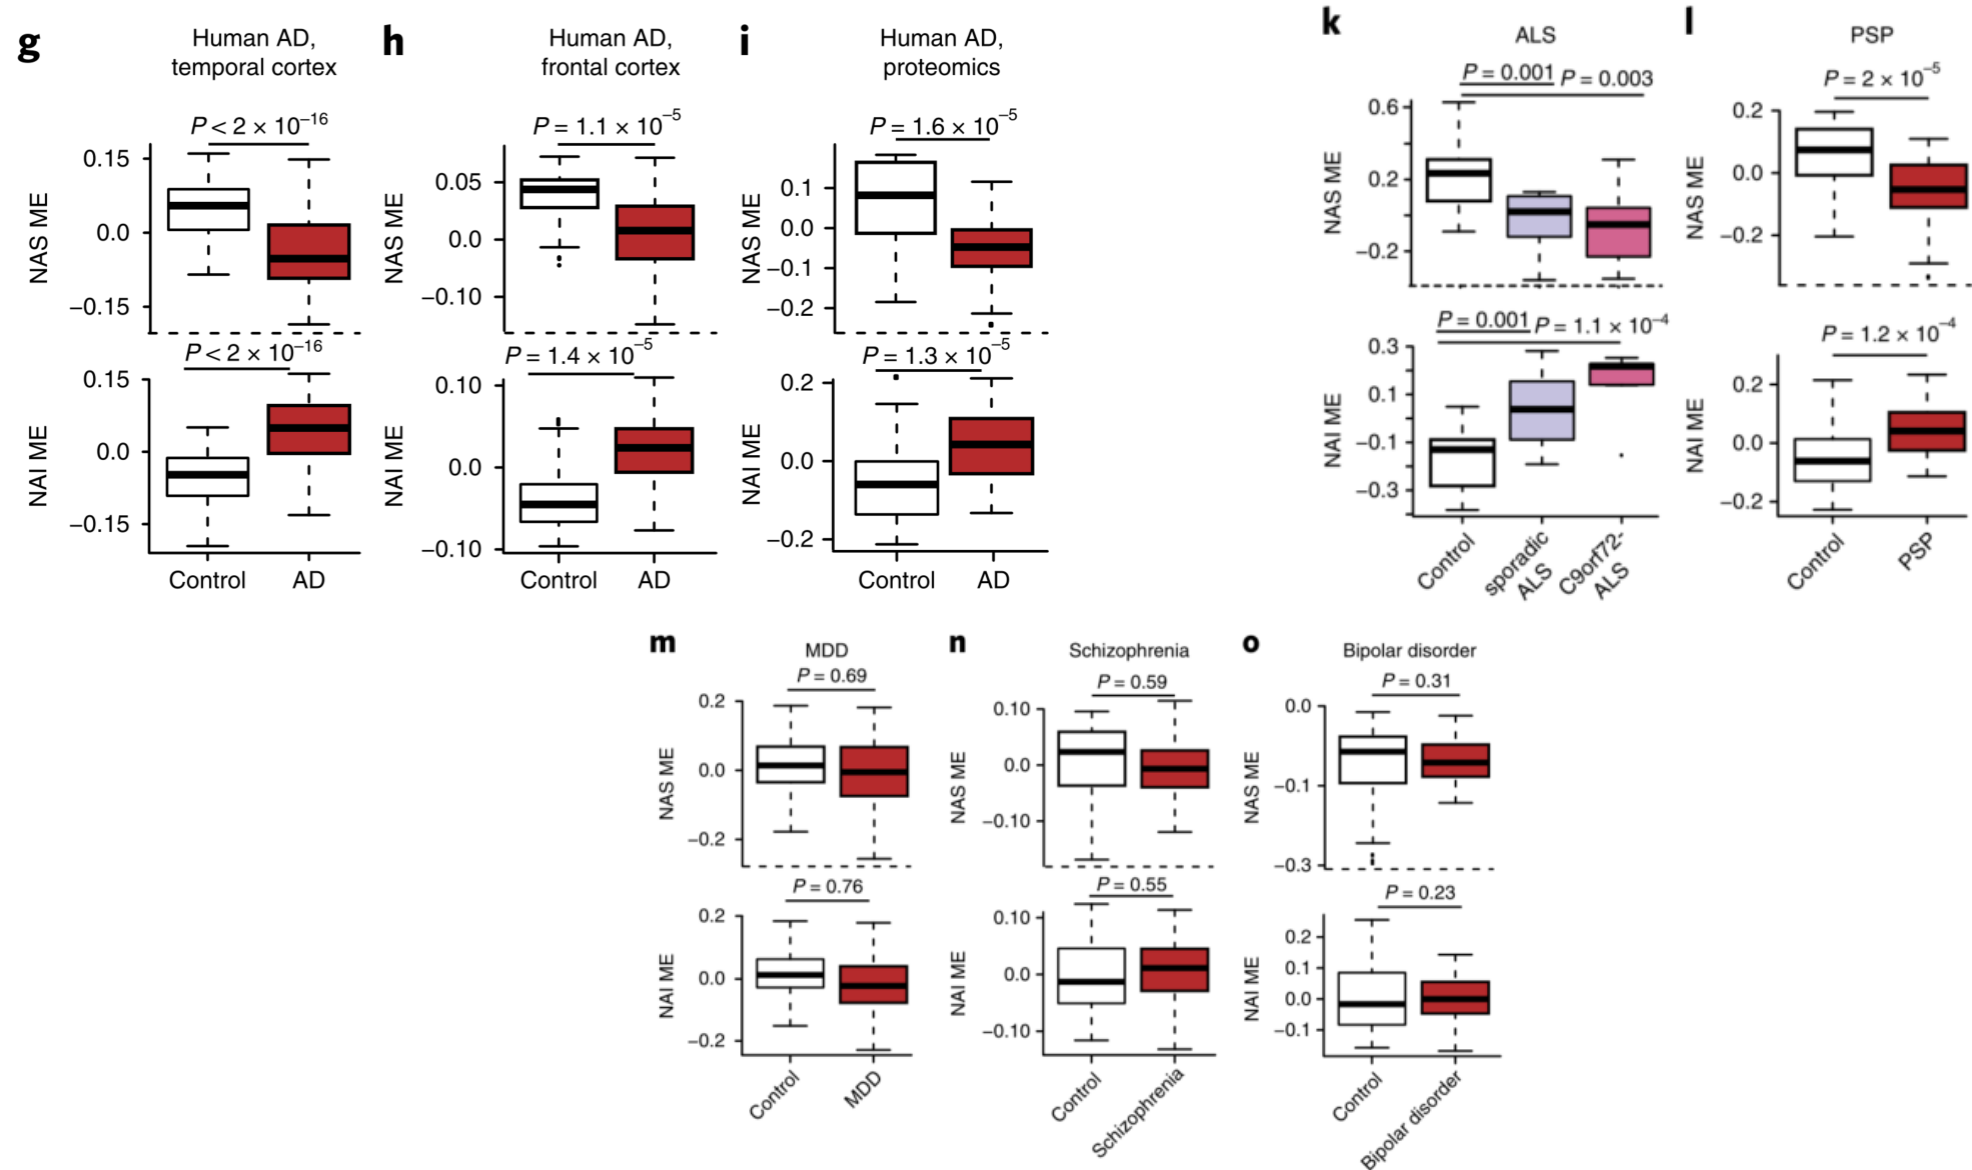 g
Human AD,
temporal cortex
P < 2 × 10−16
NAS ME
0.15
0.0
−0.15
P < 2 × 10−16
NAI ME
0.15
0.0
−0.15
Control AD
h
Human AD,
frontal cortex
P = 1.1 × 10−5
NAS ME
0.05
0.0
−0.10
P = 1.4 × 10−5
NAI ME
0.10
0.0
−0.10
Control AD
i
Human AD,
proteomics
P = 1.6 × 10−5
NAS ME
0.1
0.0
−0.1
−0.2
P = 1.3 × 10−5
NAI ME
0.2
0.0
−0.2
Control AD
k
ALS
P = 0.001 P = 0.003
NAS ME
0.6
0.2
−0.2
P = 0.001 P = 1.1 × 10−4
NAI ME
0.3
0.1
−0.1
−0.3
Control
sporadic
ALS
C9orf72-
ALS
l
PSP
P = 2 × 10−5
NAS ME
0.2
0.0
−0.2
P = 1.2 × 10−4
NAI ME
0.2
0.0
−0.2
Control
PSP
m
MDD
P = 0.69
NAS ME
0.2
0.0
−0.2
P = 0.76
NAI ME
0.2
0.0
−0.2
Control
MDD
n
Schizophrenia
P = 0.59
NAS ME
0.10
0.0
−0.10
P = 0.55
NAI ME
0.10
0.0
−0.10
Control
Schizophrenia
o
Bipolar disorder
P = 0.31
NAS ME
0.0
−0.1
−0.3
P = 0.23
NAI ME
0.2
0.1
0.0
−0.1
Control
Bipolar disorder